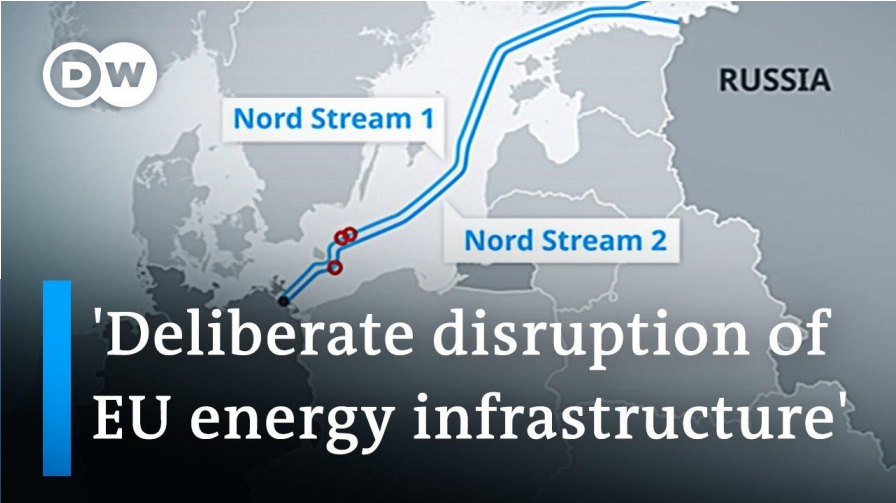 DW
RUSSIA
Nord Stream 1
Nord Stream 2
'Deliberate disruption of
EU energy infrastructure'